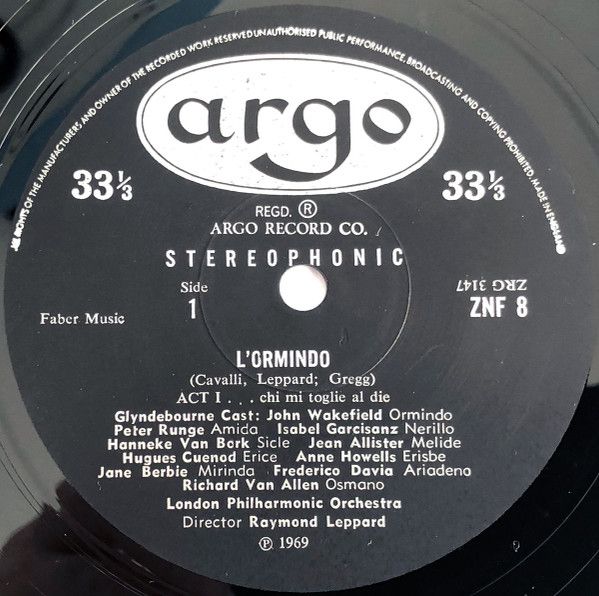 ALL RIGHTS OF THE MANUFACTURERS AND OWNER OF THE RECORDED WORK RESERVED UNAUTHORISED PUBLIC PERFORMANCE, BROADCASTING AND COPYING PROHIBITED. MADE IN ENGLAND
argo
33⅓ 33⅓
REGD. ®
ARGO RECORD CO.
STEREOPHONIC
Side
1
Faber Music
ZRG 3147
ZNF 8
L'ORMINDO
(Cavalli, Leppard; Gregg)
ACT I . . . chi mi toglie al die
Glyndebourne Cast: John Wakefield Ormindo
Peter Runge Amida Isabel Garcisanz Nerillo
Hanneke Van Bork Sicle Jean Allister Melide
Hugues Cuenod Erice Anne Howells Erisbe
Jane Berbie Mirinda Frederico Davia Ariadeno
Richard Van Allen Osmano
London Philharmonic Orchestra
Director Raymond Leppard
℗ 1969